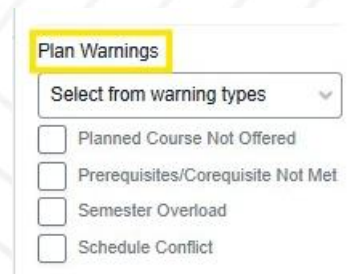 Plan Warnings
Select from warning types
Planned Course Not Offered
Prerequisites/Corequisite Not Met
Semester Overload
Schedule Conflict